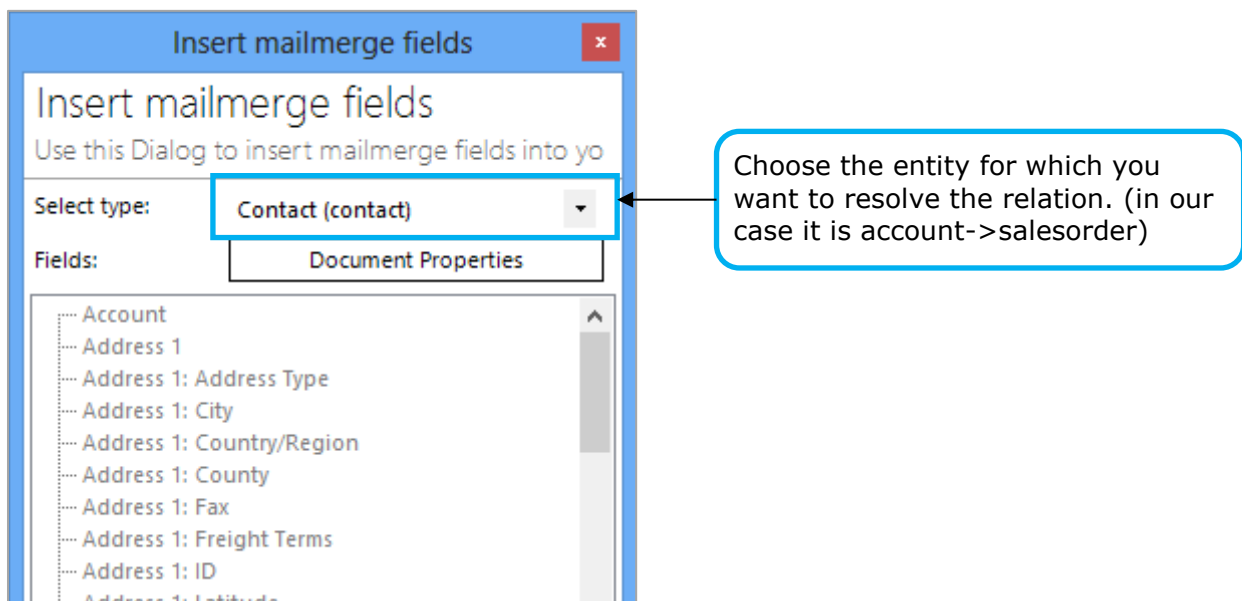 Insert mailmerge fields
x
Insert mailmerge fields
Use this Dialog to insert mailmerge fields into yo
Select type:
Contact (contact)
Fields:
Document Properties
Account
Address 1
Address 1: Address Type
Address 1: City
Address 1: Country/Region
Address 1: County
Address 1: Fax
Address 1: Freight Terms
Address 1: ID
Address 1: Latitude
Choose the entity for which you
want to resolve the relation. (in our
case it is account->salesorder)